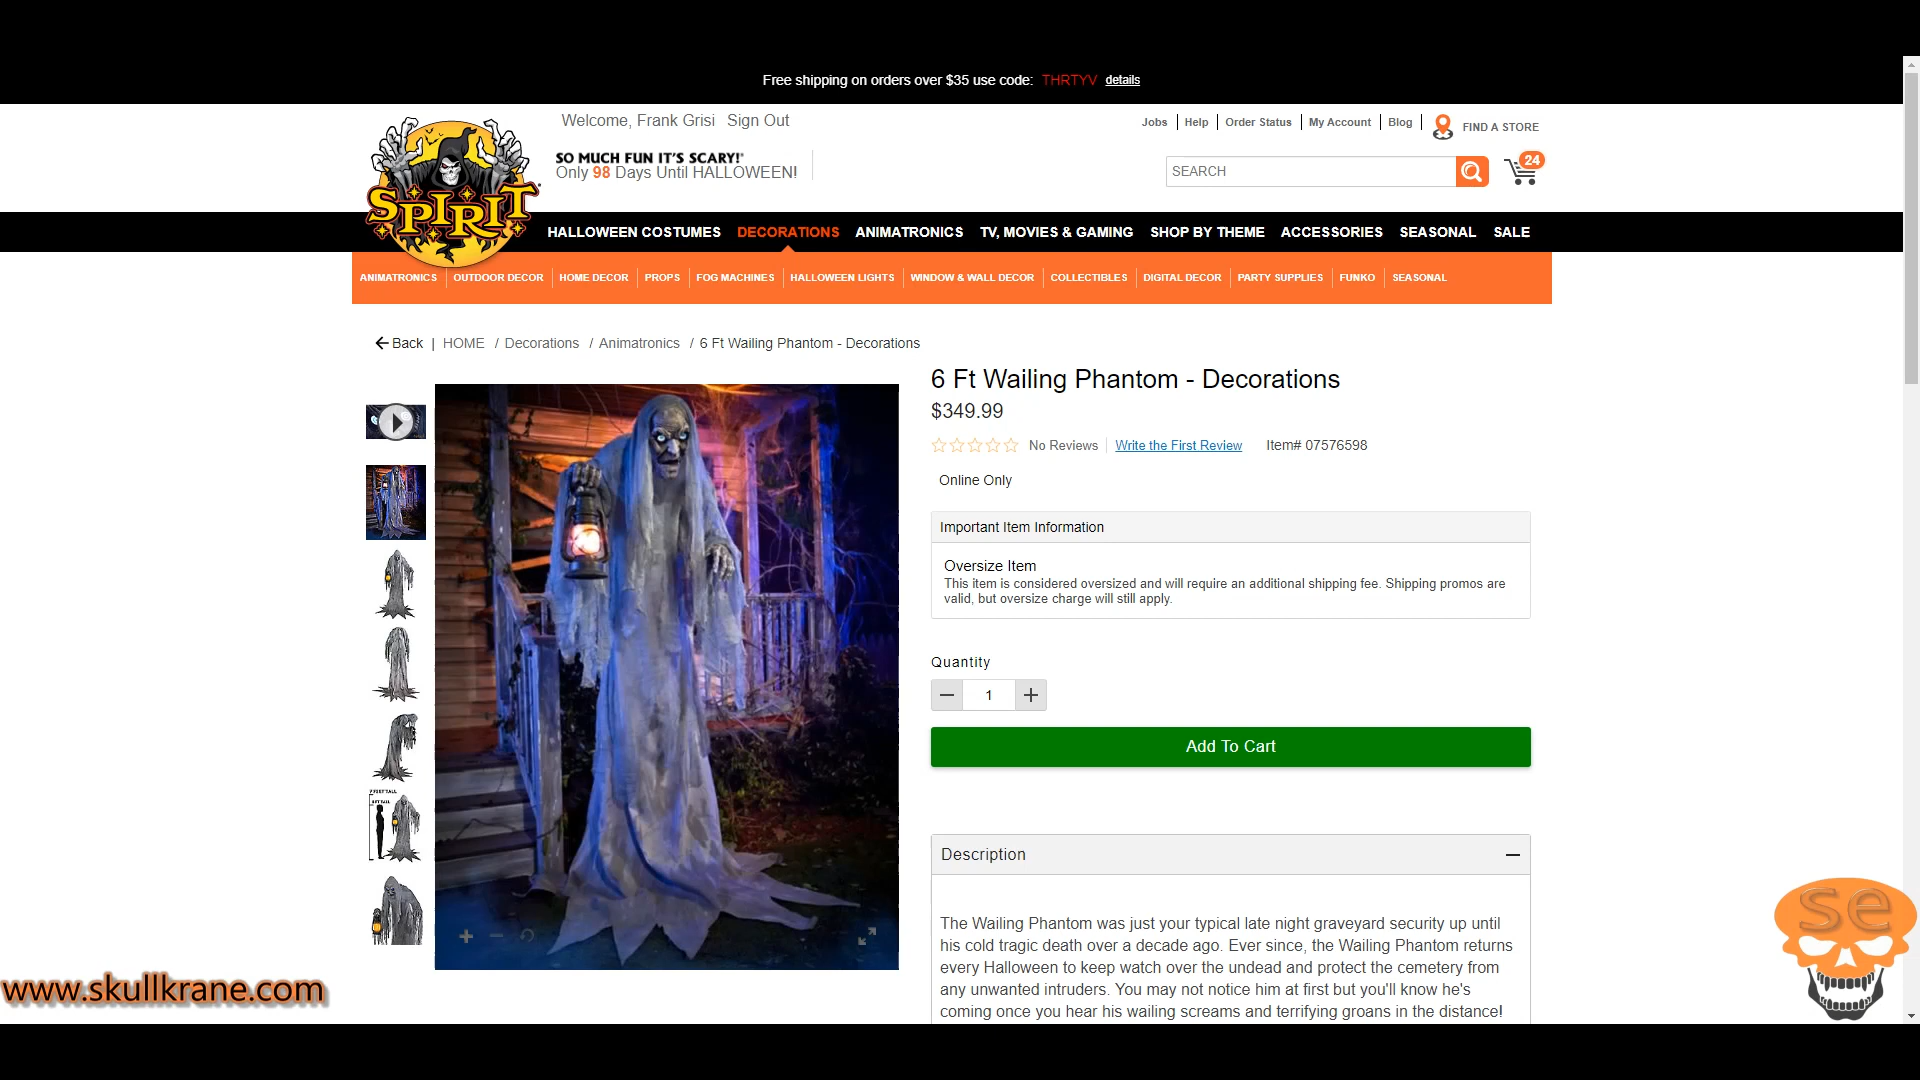 Free shipping on orders over $35 use code: THRTYV details
Welcome, Frank Grisi Sign Out
Jobs Help Order Status My Account Blog FIND A STORE
SO MUCH FUN IT'S SCARY!
Only 98 Days Until HALLOWEEN!
SEARCH
24
SPIRIT
HALLOWEEN COSTUMES DECORATIONS ANIMATRONICS TV, MOVIES & GAMING SHOP BY THEME ACCESSORIES SEASONAL SALE
ANIMATRONICS OUTDOOR DECOR HOME DECOR PROPS FOG MACHINES HALLOWEEN LIGHTS WINDOW & WALL DECOR COLLECTIBLES DIGITAL DECOR PARTY SUPPLIES FUNKO SEASONAL
Back | HOME / Decorations / Animatronics / 6 Ft Wailing Phantom - Decorations
6 Ft Wailing Phantom - Decorations
$349.99
No Reviews Write the First Review Item# 07576598
Online Only
Important Item Information
Oversize Item
This item is considered oversized and will require an additional shipping fee. Shipping promos are
valid, but oversize charge will still apply.
Quantity
1
Add To Cart
Description
The Wailing Phantom was just your typical late night graveyard security up until
his cold tragic death over a decade ago. Ever since, the Wailing Phantom returns
every Halloween to keep watch over the undead and protect the cemetery from
any unwanted intruders. You may not notice him at first but you'll know he's
coming once you hear his wailing screams and terrifying groans in the distance!
www.skullkrane.com
se